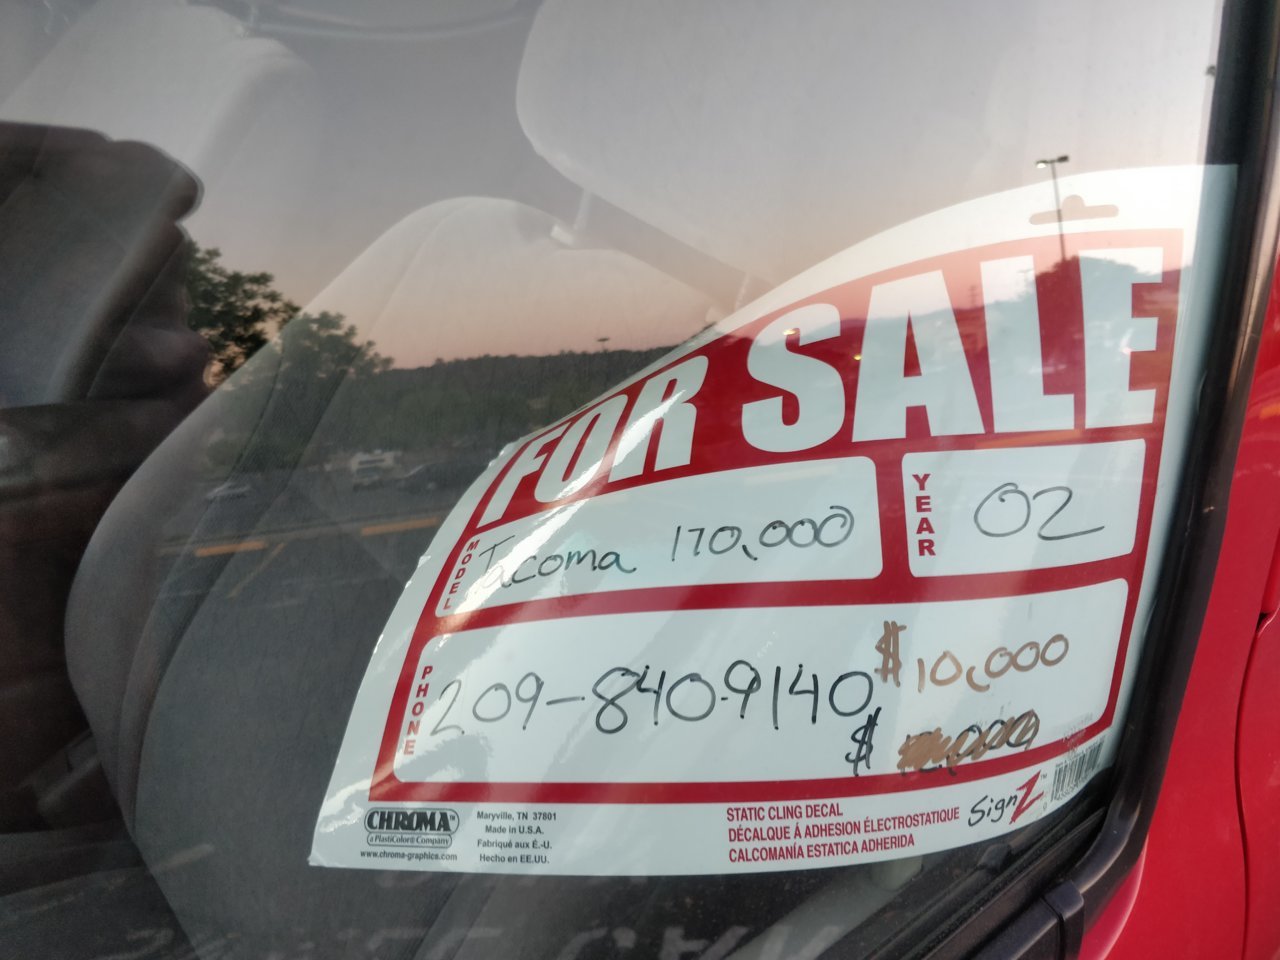 FOR SALE
MODEL Tacoma 170,000
YEAR 02
PHONE 209-840-9140 $10,000
$
CHROMA
a PlastiColor Company
www.chroma-graphics.com
Maryville, TN 37801
Made in U.S.A.
Fabriqué aux É.-U.
Hecho en EE.UU.
STATIC CLING DECAL
DÉCALQUE Á ADHESION ÉLECTROSTATIQUE
CALCOMANÍA ESTATICA ADHERIDA
SignZ™